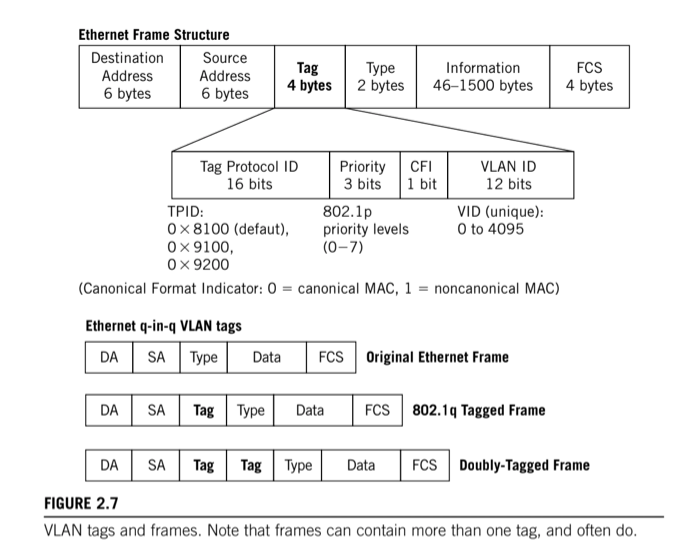 Ethernet Frame Structure
Destination Address 6 bytes
Source Address 6 bytes
Tag 4 bytes
Type 2 bytes
Information 46–1500 bytes
FCS 4 bytes
Tag Protocol ID 16 bits
Priority 3 bits
CFI 1 bit
VLAN ID 12 bits
TPID:
0×8100 (defaut),
0×9100,
0×9200
802.1p
priority levels
(0–7)
VID (unique):
0 to 4095
(Canonical Format Indicator: 0 = canonical MAC, 1 = noncanonical MAC)
Ethernet q-in-q VLAN tags
DA SA Type Data FCS Original Ethernet Frame
DA SA Tag Type Data FCS 802.1q Tagged Frame
DA SA Tag Tag Type Data FCS Doubly-Tagged Frame
FIGURE 2.7
VLAN tags and frames. Note that frames can contain more than one tag, and often do.